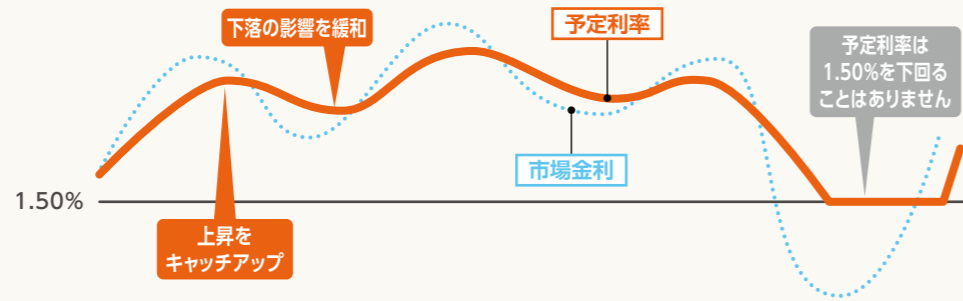 下落の影響を緩和
予定利率
予定利率は
1.50%を下回る
ことはありません
市場金利
1.50%
上昇を
キャッチアップ